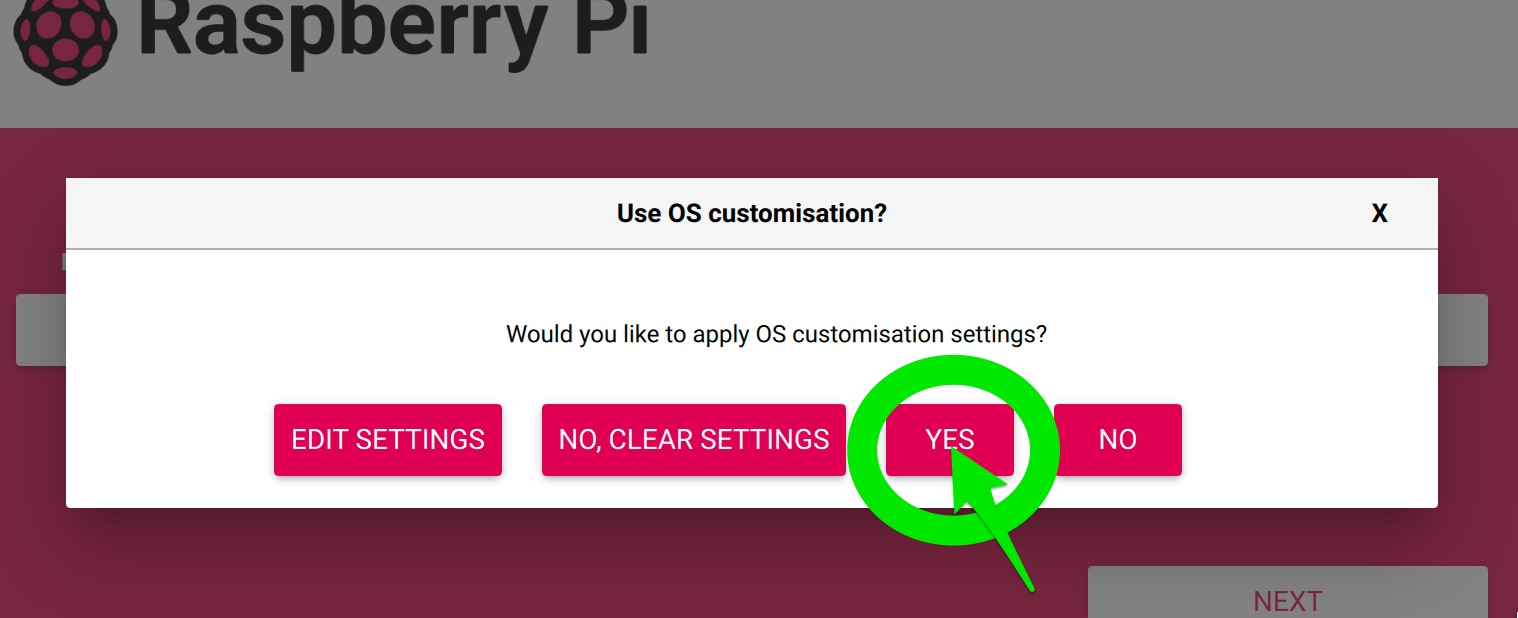 Raspberry Pi
Use OS customisation?
X
Would you like to apply OS customisation settings?
EDIT SETTINGS
NO, CLEAR SETTINGS
YES
NO
NEXT